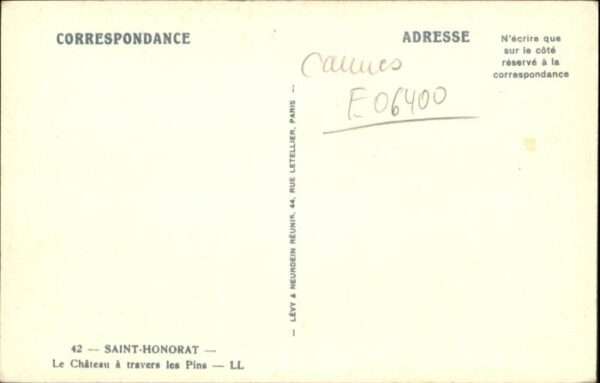 CORRESPONDANCE
ADRESSE
N'écrire que
sur le côté
réservé à la
correspondance
Cannes
E06400
— LÉVY & NEURDEIN RÉUNIS, 44, RUE LETELLIER, PARIS —
42 — SAINT-HONORAT —
Le Château à travers les Pins — LL